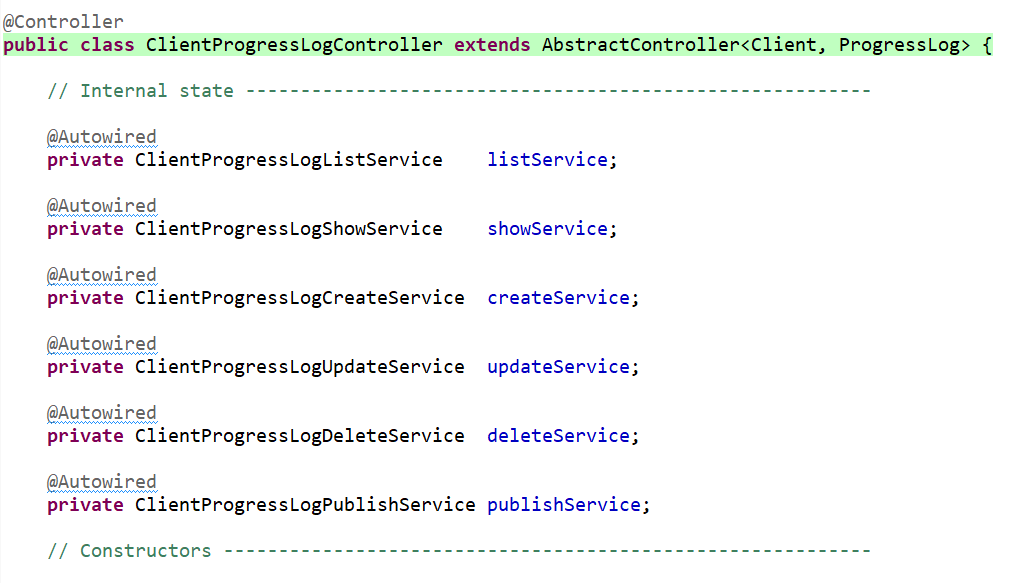 @Controller
public class ClientProgressLogController extends AbstractController<Client, ProgressLog> {
// Internal state ---------------------------------------------------------
@Autowired
private ClientProgressLogListService listService;
@Autowired
private ClientProgressLogShowService showService;
@Autowired
private ClientProgressLogCreateService createService;
@Autowired
private ClientProgressLogUpdateService updateService;
@Autowired
private ClientProgressLogDeleteService deleteService;
@Autowired
private ClientProgressLogPublishService publishService;
// Constructors -----------------------------------------------------------